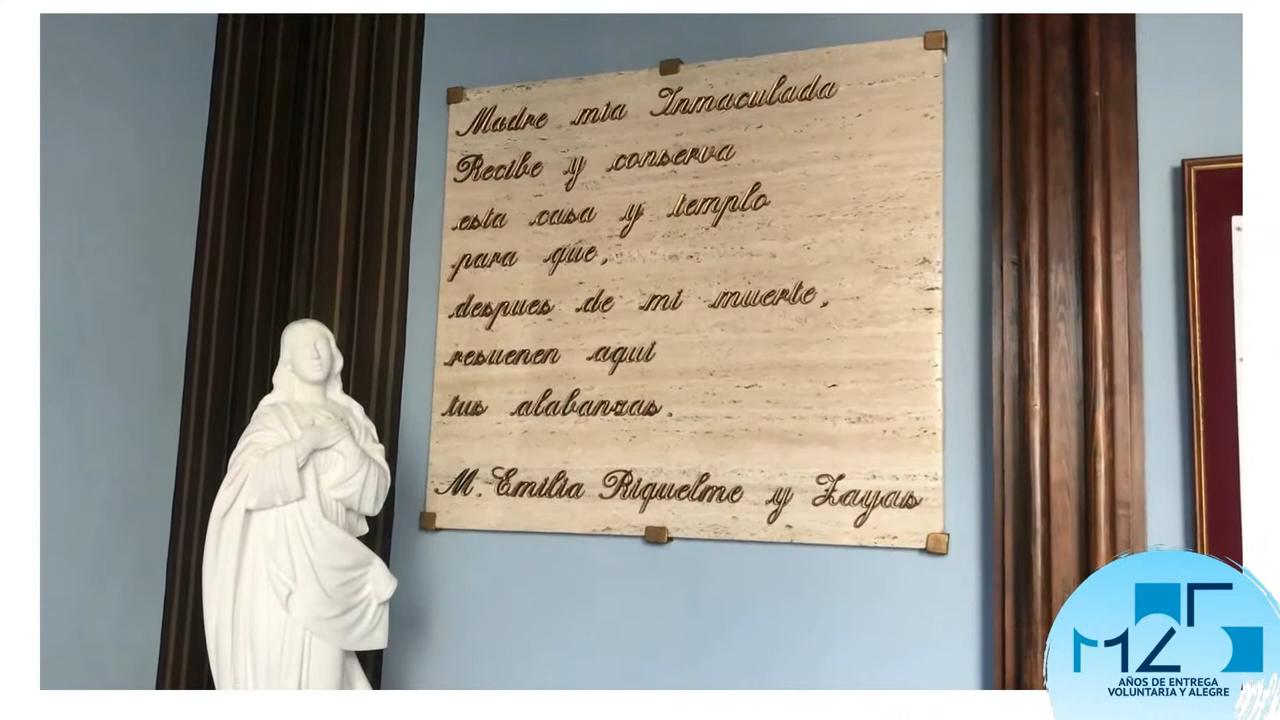 Madre mia Inmaculada
Recibe y conserva
esta casa y templo
para que,
despues de mi muerte,
resuenen aqui
tus alabanzas.
M. Emilia Riquelme y Zayas
125
AÑOS DE ENTREGA
VOLUNTARIA Y ALEGRE